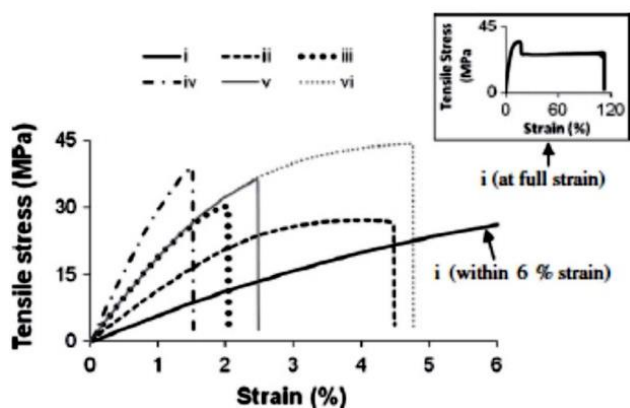 i ii iii
iv v vi
45
30
15
0
Tensile stress (MPa)
0 1 2 3 4 5 6
Strain (%)
45
0
Tensile Stress
(MPa
0 60 120
Strain (%)
i (at full strain)
i (within 6 % strain)